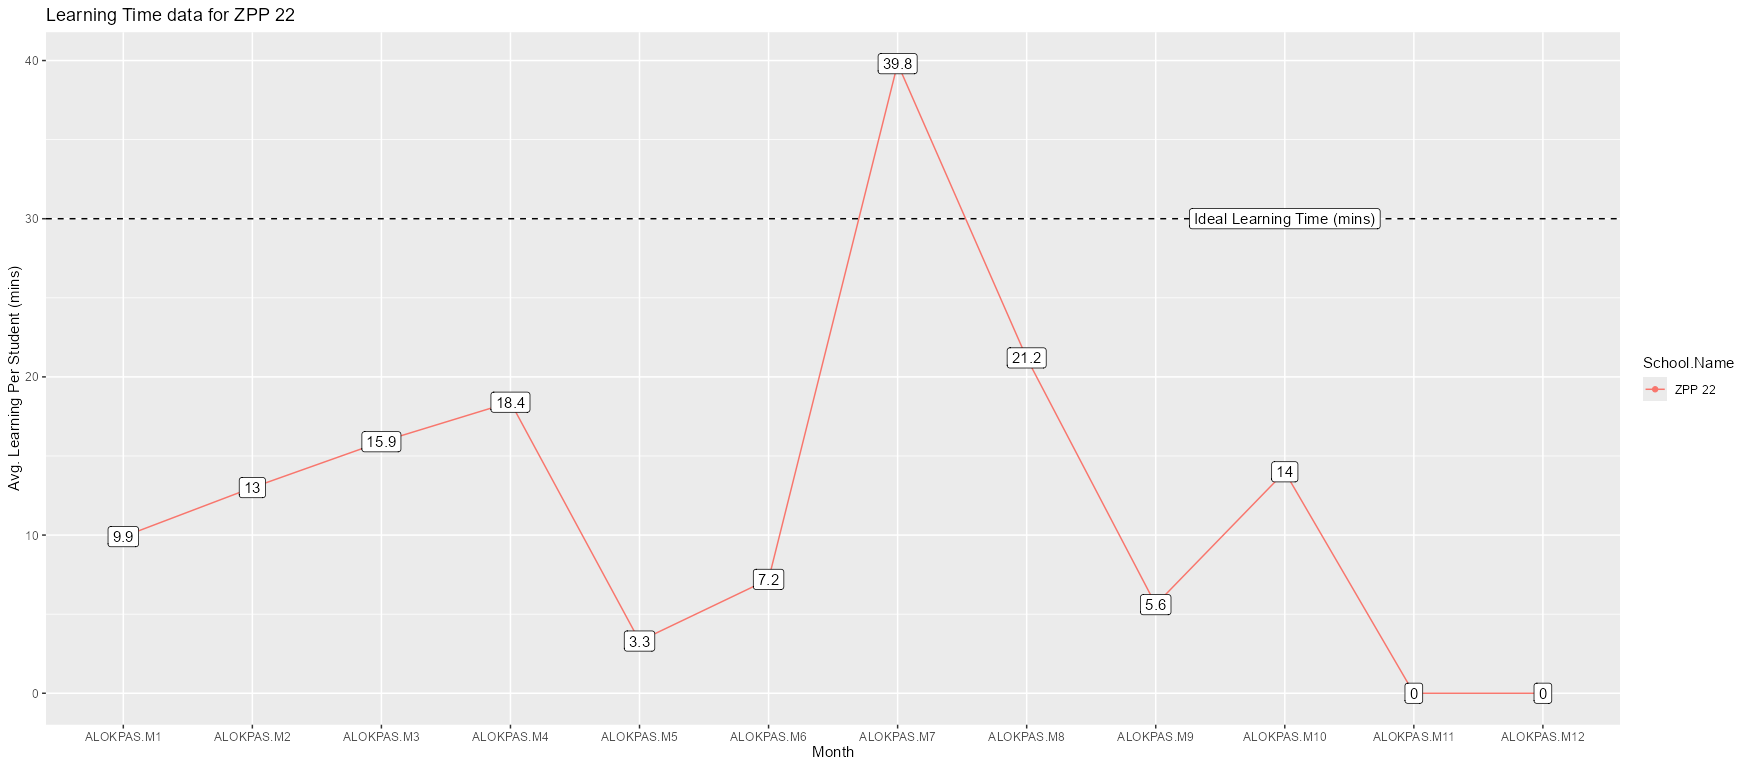 Learning Time data for ZPP 22
Avg. Learning Per Student (mins)
40
30
20
10
0
39.8
Ideal Learning Time (mins)
21.2
18.4
15.9
14
13
9.9
7.2
5.6
3.3
0
0
ALOKPAS.M1
ALOKPAS.M2
ALOKPAS.M3
ALOKPAS.M4
ALOKPAS.M5
ALOKPAS.M6
ALOKPAS.M7
ALOKPAS.M8
ALOKPAS.M9
ALOKPAS.M10
ALOKPAS.M11
ALOKPAS.M12
Month
School.Name
ZPP 22